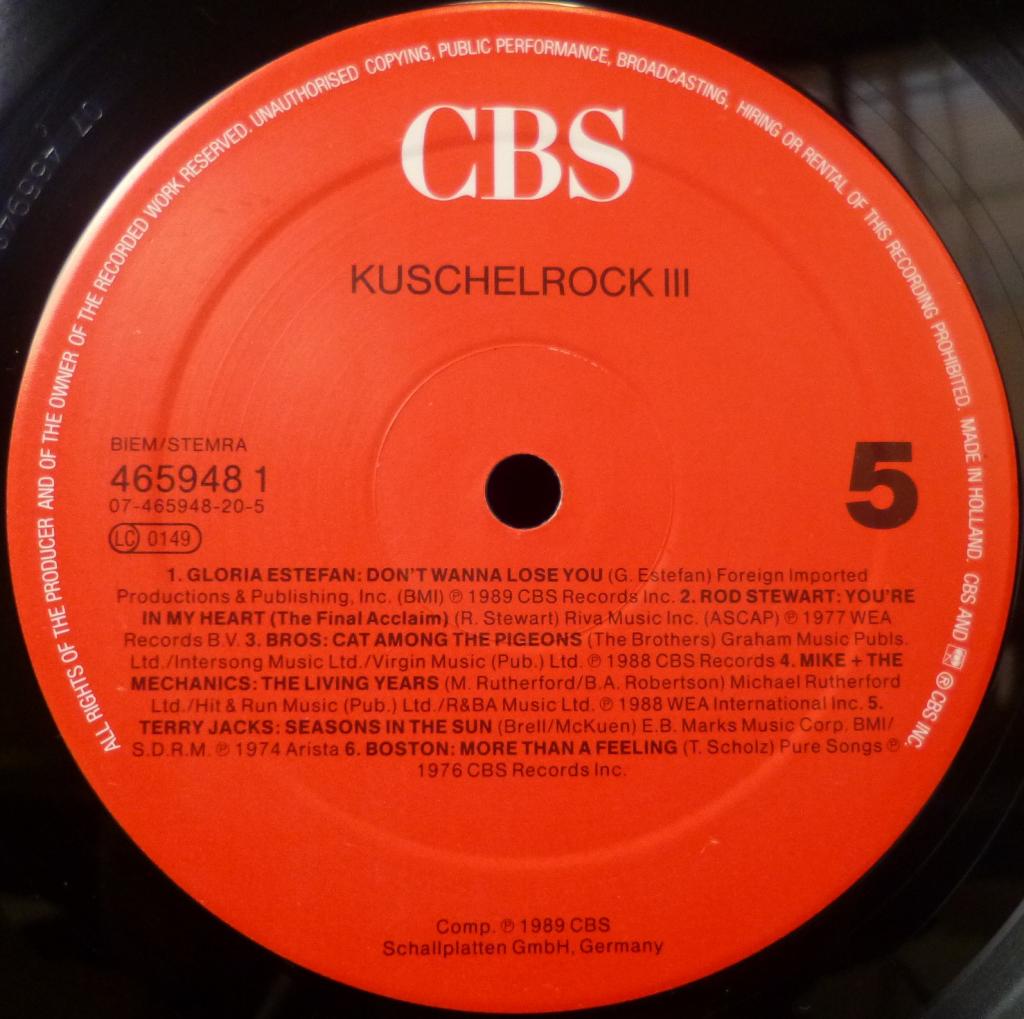 ALL RIGHTS OF THE PRODUCER AND OF THE OWNER OF THE RECORDED WORK RESERVED. UNAUTHORISED COPYING, PUBLIC PERFORMANCE, BROADCASTING, HIRING OR RENTAL OF THIS RECORDING PROHIBITED. MADE IN HOLLAND. CBS AND ® CBS INC.
CBS
KUSCHELROCK III
BIEM/STEMRA
465948 1
07-465948-20-5
LC 0149
5
1. GLORIA ESTEFAN: DON'T WANNA LOSE YOU (G. Estefan) Foreign Imported
Productions & Publishing, Inc. (BMI) ℗ 1989 CBS Records Inc. 2. ROD STEWART: YOU'RE
IN MY HEART (The Final Acclaim) (R. Stewart) Riva Music Inc. (ASCAP) ℗ 1977 WEA
Records B.V. 3. BROS: CAT AMONG THE PIGEONS (The Brothers) Graham Music Publs.
Ltd./Intersong Music Ltd./Virgin Music (Pub.) Ltd. ℗ 1988 CBS Records 4. MIKE + THE
MECHANICS: THE LIVING YEARS (M. Rutherford/B.A. Robertson) Michael Rutherford
Ltd./Hit & Run Music (Pub.) Ltd./R&BA Music Ltd. ℗ 1988 WEA International Inc. 5.
TERRY JACKS: SEASONS IN THE SUN (Brell/McKuen) E.B. Marks Music Corp. BMI/
S.D.R.M. ℗ 1974 Arista 6. BOSTON: MORE THAN A FEELING (T. Scholz) Pure Songs ℗
1976 CBS Records Inc.
Comp. ℗ 1989 CBS
Schallplatten GmbH, Germany